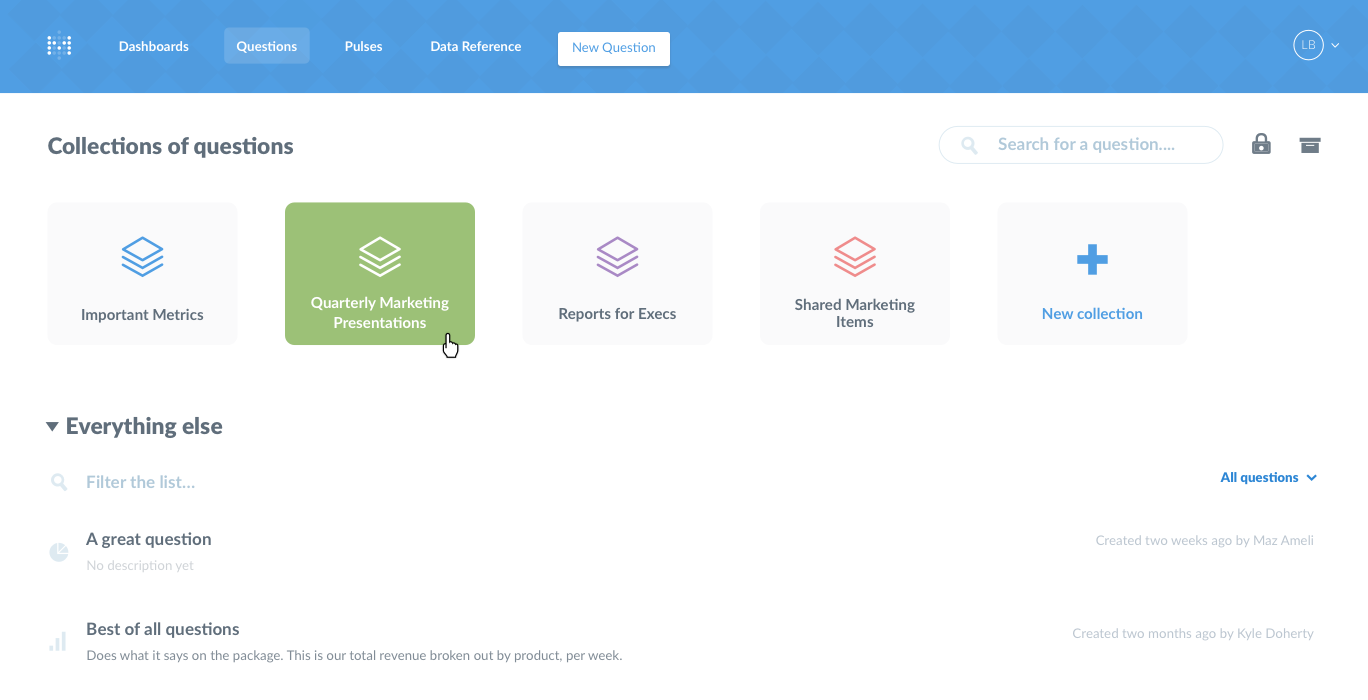 Dashboards Questions Pulses Data Reference New Question LB
Collections of questions
Search for a question....
Important Metrics
Quarterly Marketing
Presentations
Reports for Execs
Shared Marketing
Items
New collection
Everything else
Filter the list...
All questions
A great question
Created two weeks ago by Maz Ameli
No description yet
Best of all questions
Created two months ago by Kyle Doherty
Does what it says on the package. This is our total revenue broken out by product, per week.